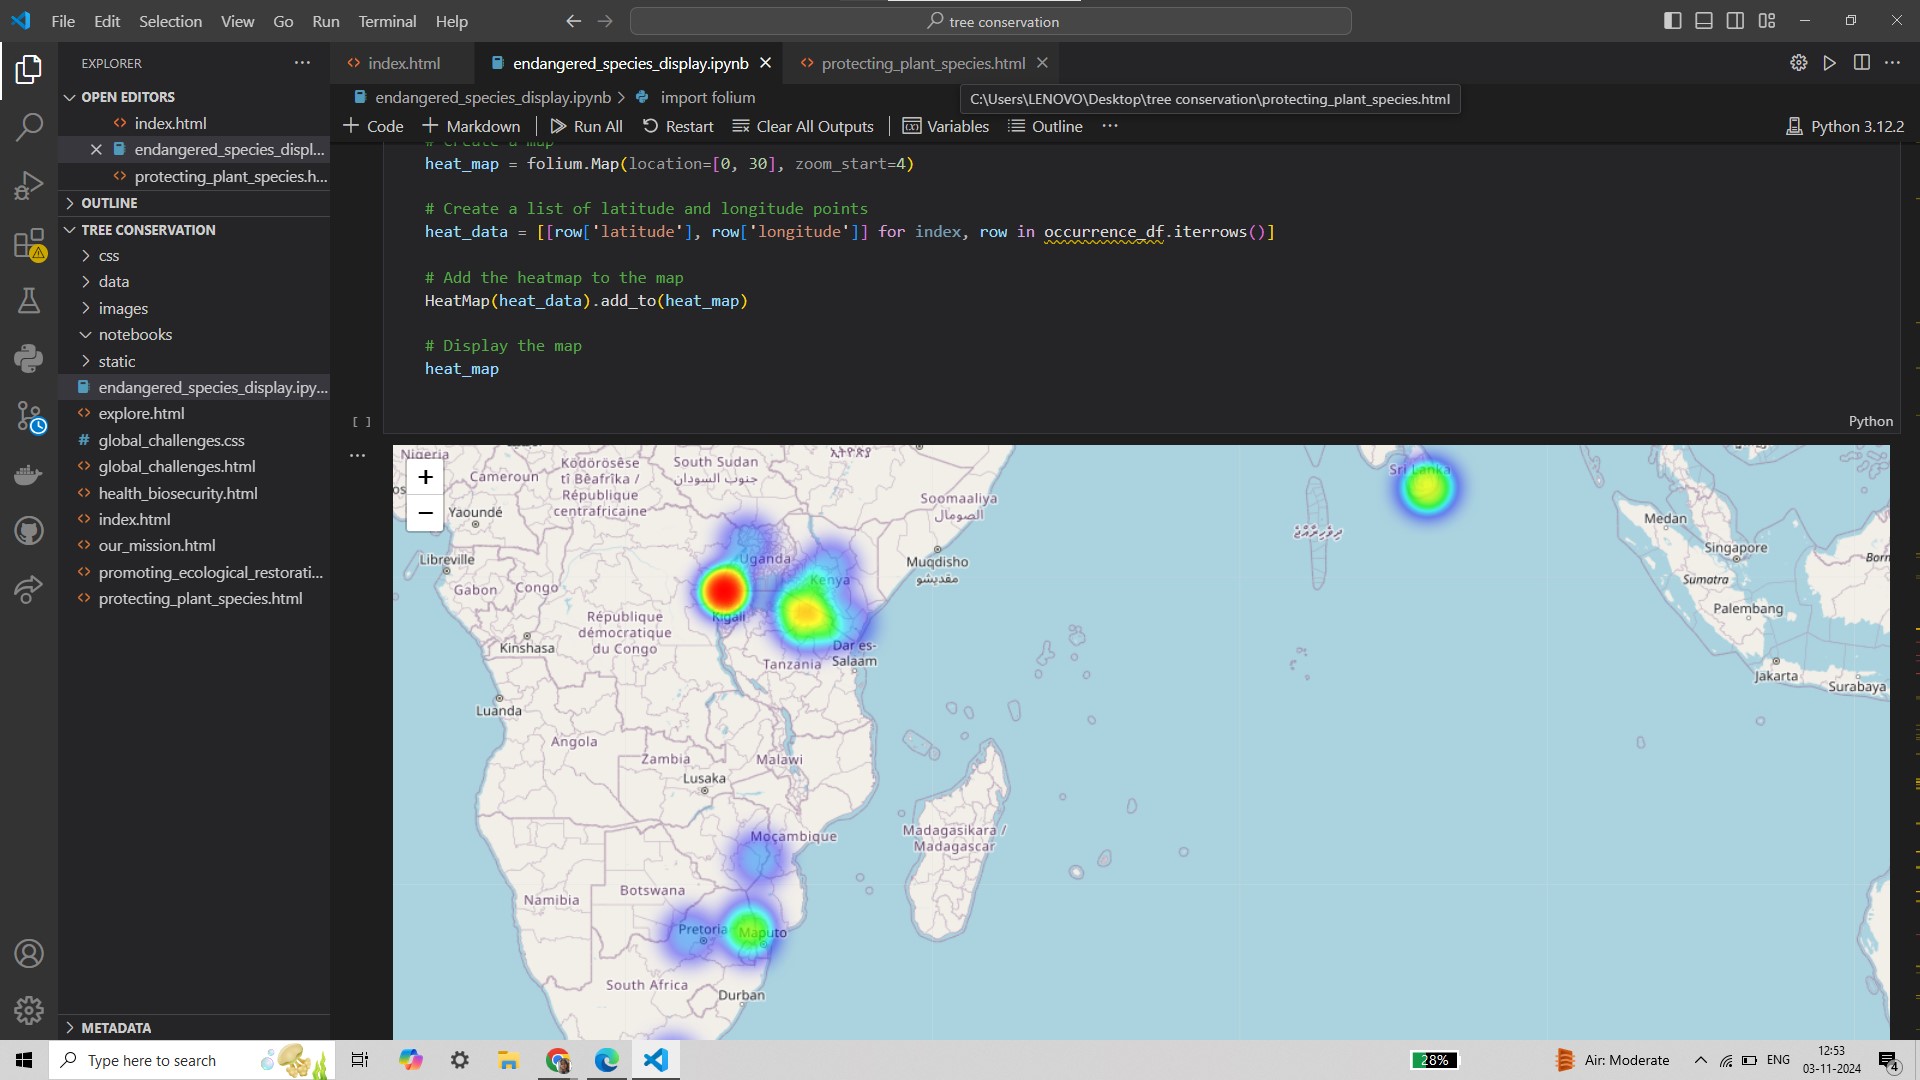 File Edit Selection View Go Run Terminal Help
tree conservation
EXPLORER
index.html
endangered_species_display.ipynb
protecting_plant_species.html
OPEN EDITORS
index.html
endangered_species_displ...
protecting_plant_species.h...
OUTLINE
TREE CONSERVATION
css
data
images
notebooks
static
endangered_species_display.ipy...
explore.html
global_challenges.css
global_challenges.html
health_biosecurity.html
index.html
our_mission.html
promoting_ecological_restorati...
protecting_plant_species.html
METADATA
endangered_species_display.ipynb > import folium
C:\Users\LENOVO\Desktop\tree conservation\protecting_plant_species.html
+ Code + Markdown Run All Restart Clear All Outputs Variables Outline ...
Python 3.12.2
# Create a map
heat_map = folium.Map(location=[0, 30], zoom_start=4)
# Create a list of latitude and longitude points
heat_data = [[row['latitude'], row['longitude']] for index, row in occurrence_df.iterrows()]
# Add the heatmap to the map
HeatMap(heat_data).add_to(heat_map)
# Display the map
heat_map
[ ]
Python
+
−
Nigeria
Cameroun
Yaoundé
Ködörösêse
tî Bêafrîka /
République
centrafricaine
South Sudan
جنوب السودان
Soomaaliya
الصومال
Muqdisho
مقديشو
Libreville
Gabon
Congo
Uganda
Kenya
Kigali
République
démocratique
du Congo
Kinshasa
Dar es-
Salaam
Tanzania
Luanda
Angola
Zambia
Malawi
Lusaka
Moçambique
Madagasikara /
Madagascar
Botswana
Namibia
Pretoria
Maputo
South Africa
Durban
Sri Lanka
Medan
Singapore
Born
Sumatra
Palembang
Jakarta
Surabaya
Type here to search
28%
Air: Moderate
ENG
12:53
03-11-2024
4